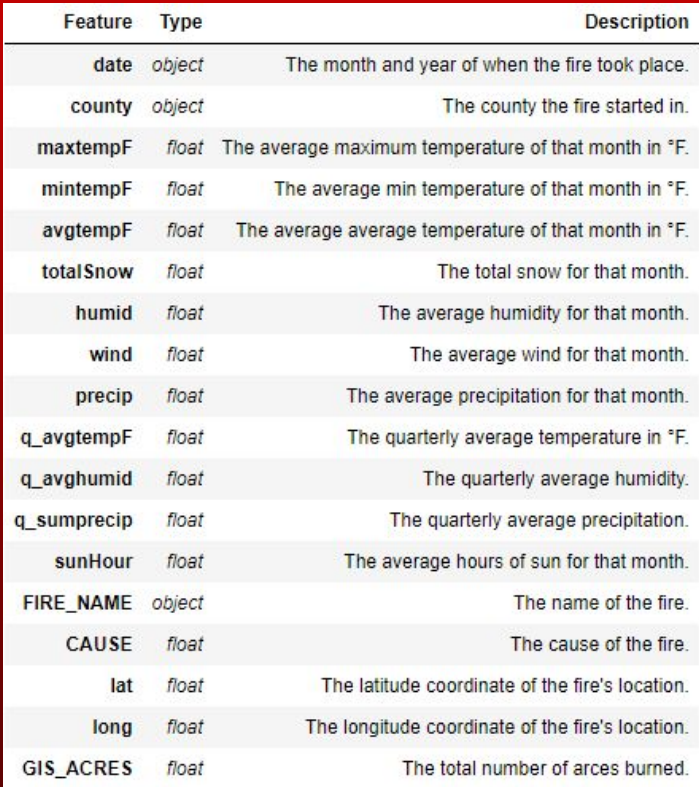 Feature Type Description
date object The month and year of when the fire took place.
county object The county the fire started in.
maxtempF float The average maximum temperature of that month in °F.
mintempF float The average min temperature of that month in °F.
avgtempF float The average average temperature of that month in °F.
totalSnow float The total snow for that month.
humid float The average humidity for that month.
wind float The average wind for that month.
precip float The average precipitation for that month.
q_avgtempF float The quarterly average temperature in °F.
q_avghumid float The quarterly average humidity.
q_sumprecip float The quarterly average precipitation.
sunHour float The average hours of sun for that month.
FIRE_NAME object The name of the fire.
CAUSE float The cause of the fire.
lat float The latitude coordinate of the fire's location.
long float The longitude coordinate of the fire's location.
GIS_ACRES float The total number of arces burned.